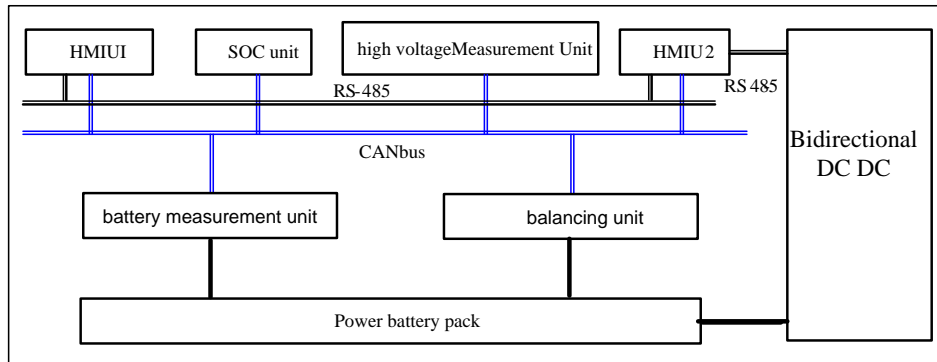 HMIUI
SOC unit
high voltageMeasurement Unit
HMIU2
RS-485
RS 485
CANbus
Bidirectional
DC DC
battery measurement unit
balancing unit
Power battery pack